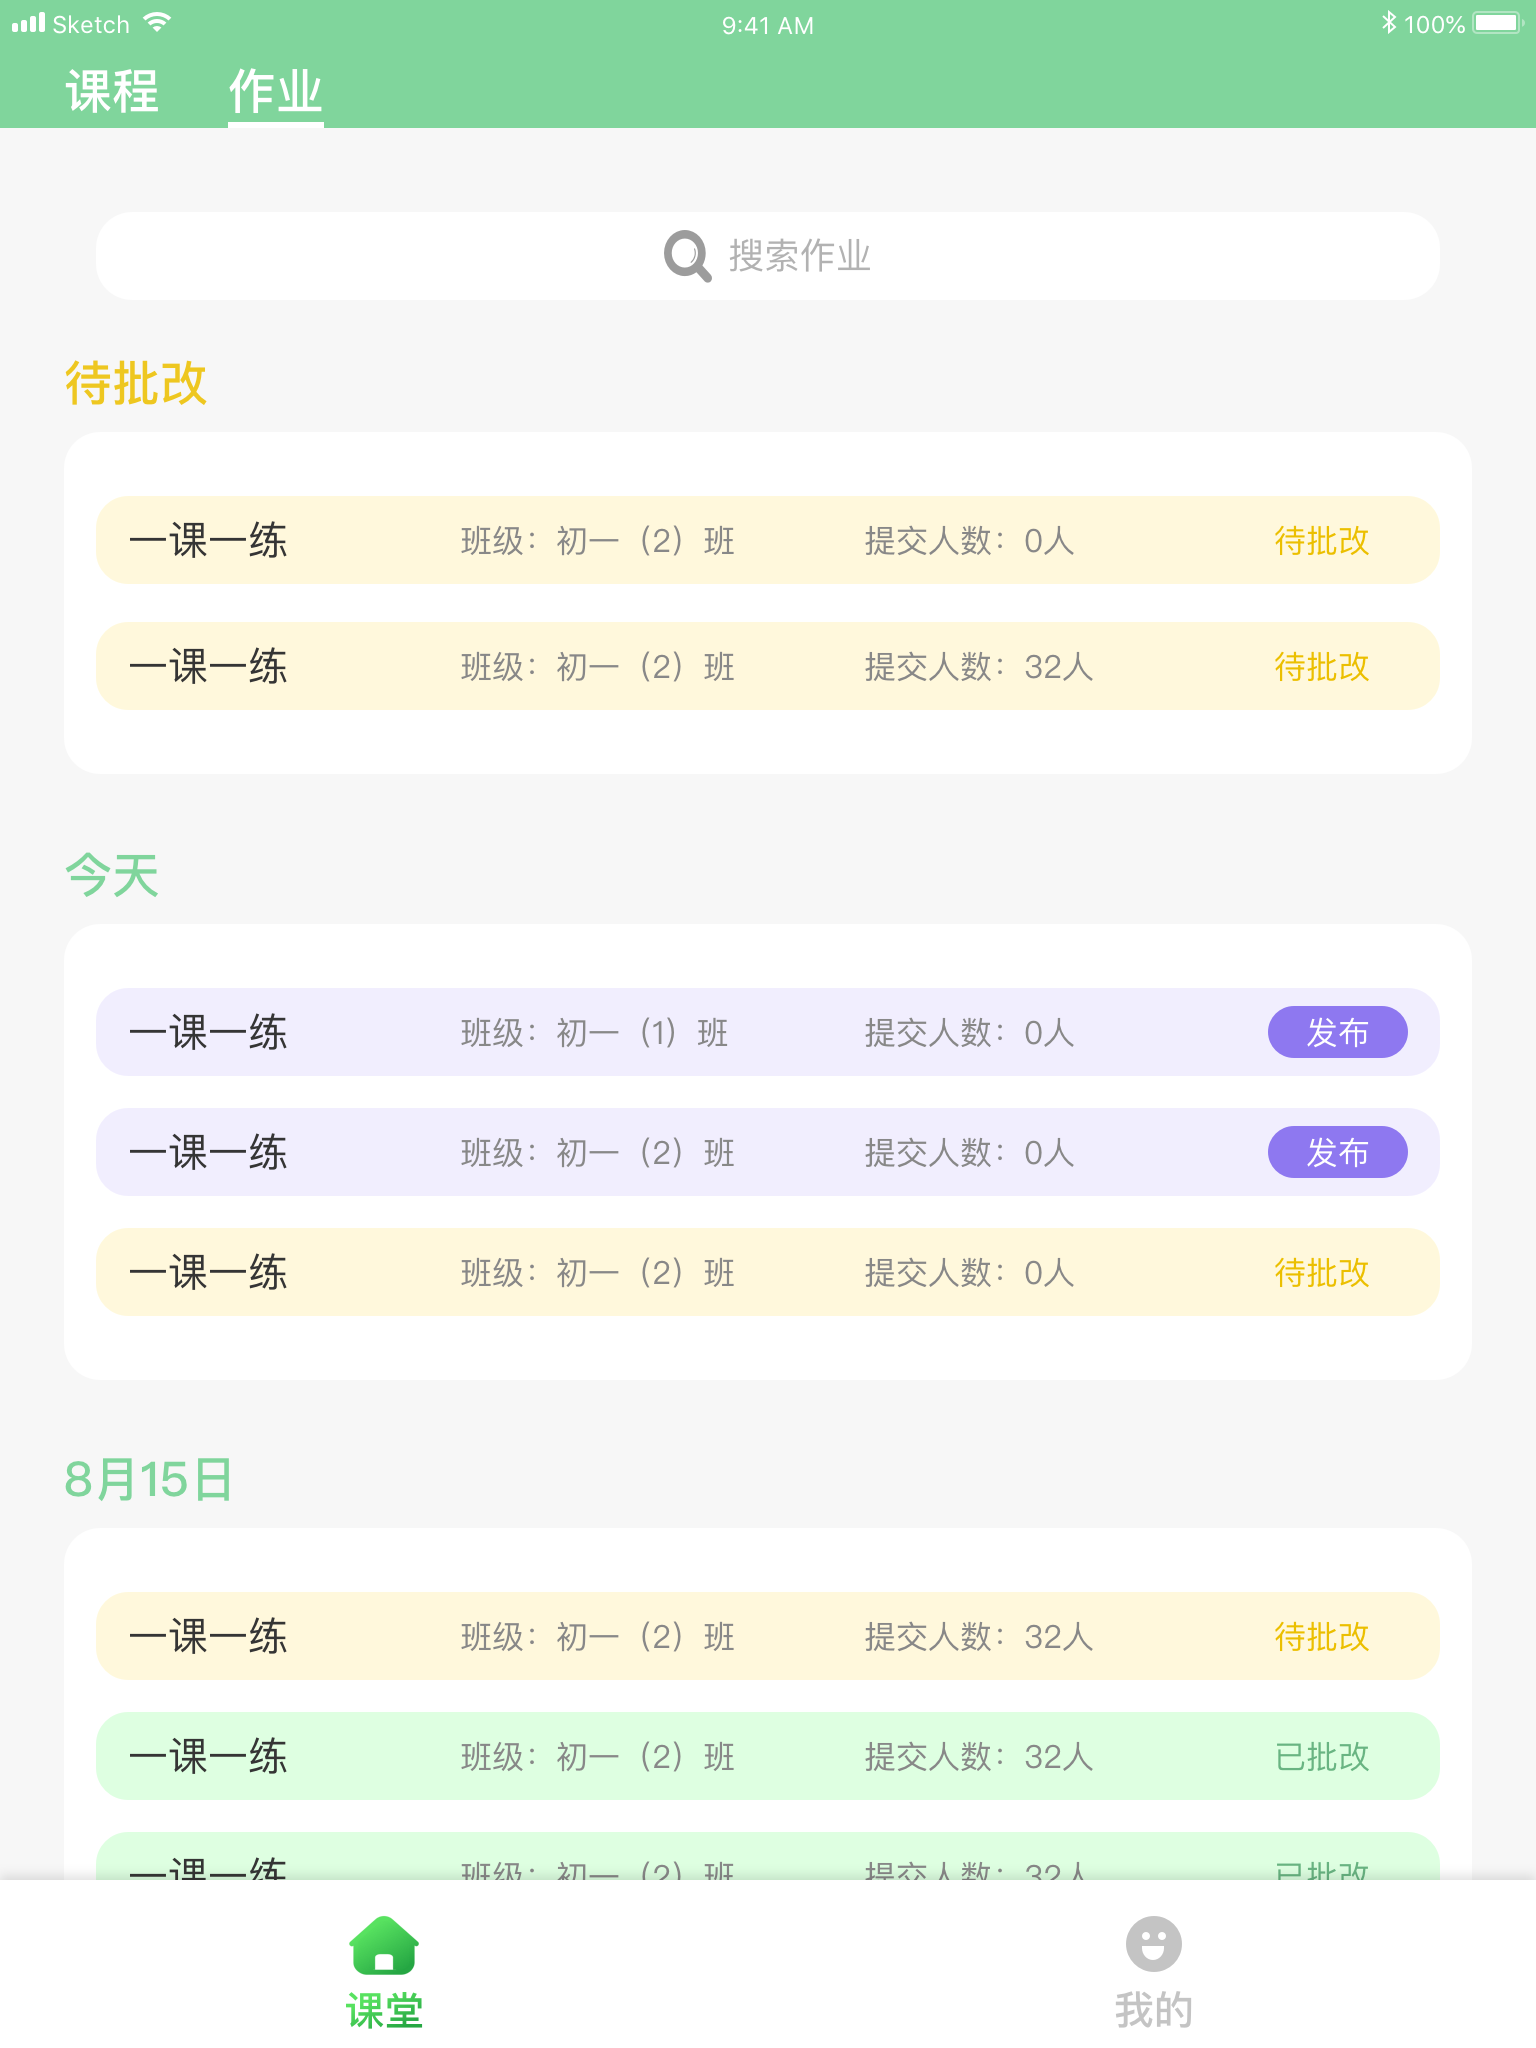 Sketch 9:41 AM 100%
课程 作业
搜索作业
待批改
一课一练 班级：初一（2）班 提交人数：0人 待批改
一课一练 班级：初一（2）班 提交人数：32人 待批改
今天
一课一练 班级：初一（1）班 提交人数：0人 发布
一课一练 班级：初一（2）班 提交人数：0人 发布
一课一练 班级：初一（2）班 提交人数：0人 待批改
8月15日
一课一练 班级：初一（2）班 提交人数：32人 待批改
一课一练 班级：初一（2）班 提交人数：32人 已批改
一课一练 班级：初一（2）班 提交人数：32人 已批改
课堂 我的